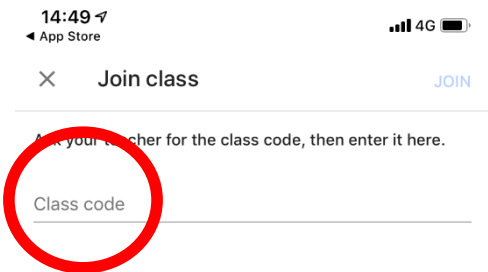 14:49
4G
◀ App Store
Join class
JOIN
Ask your teacher for the class code, then enter it here.
Class code